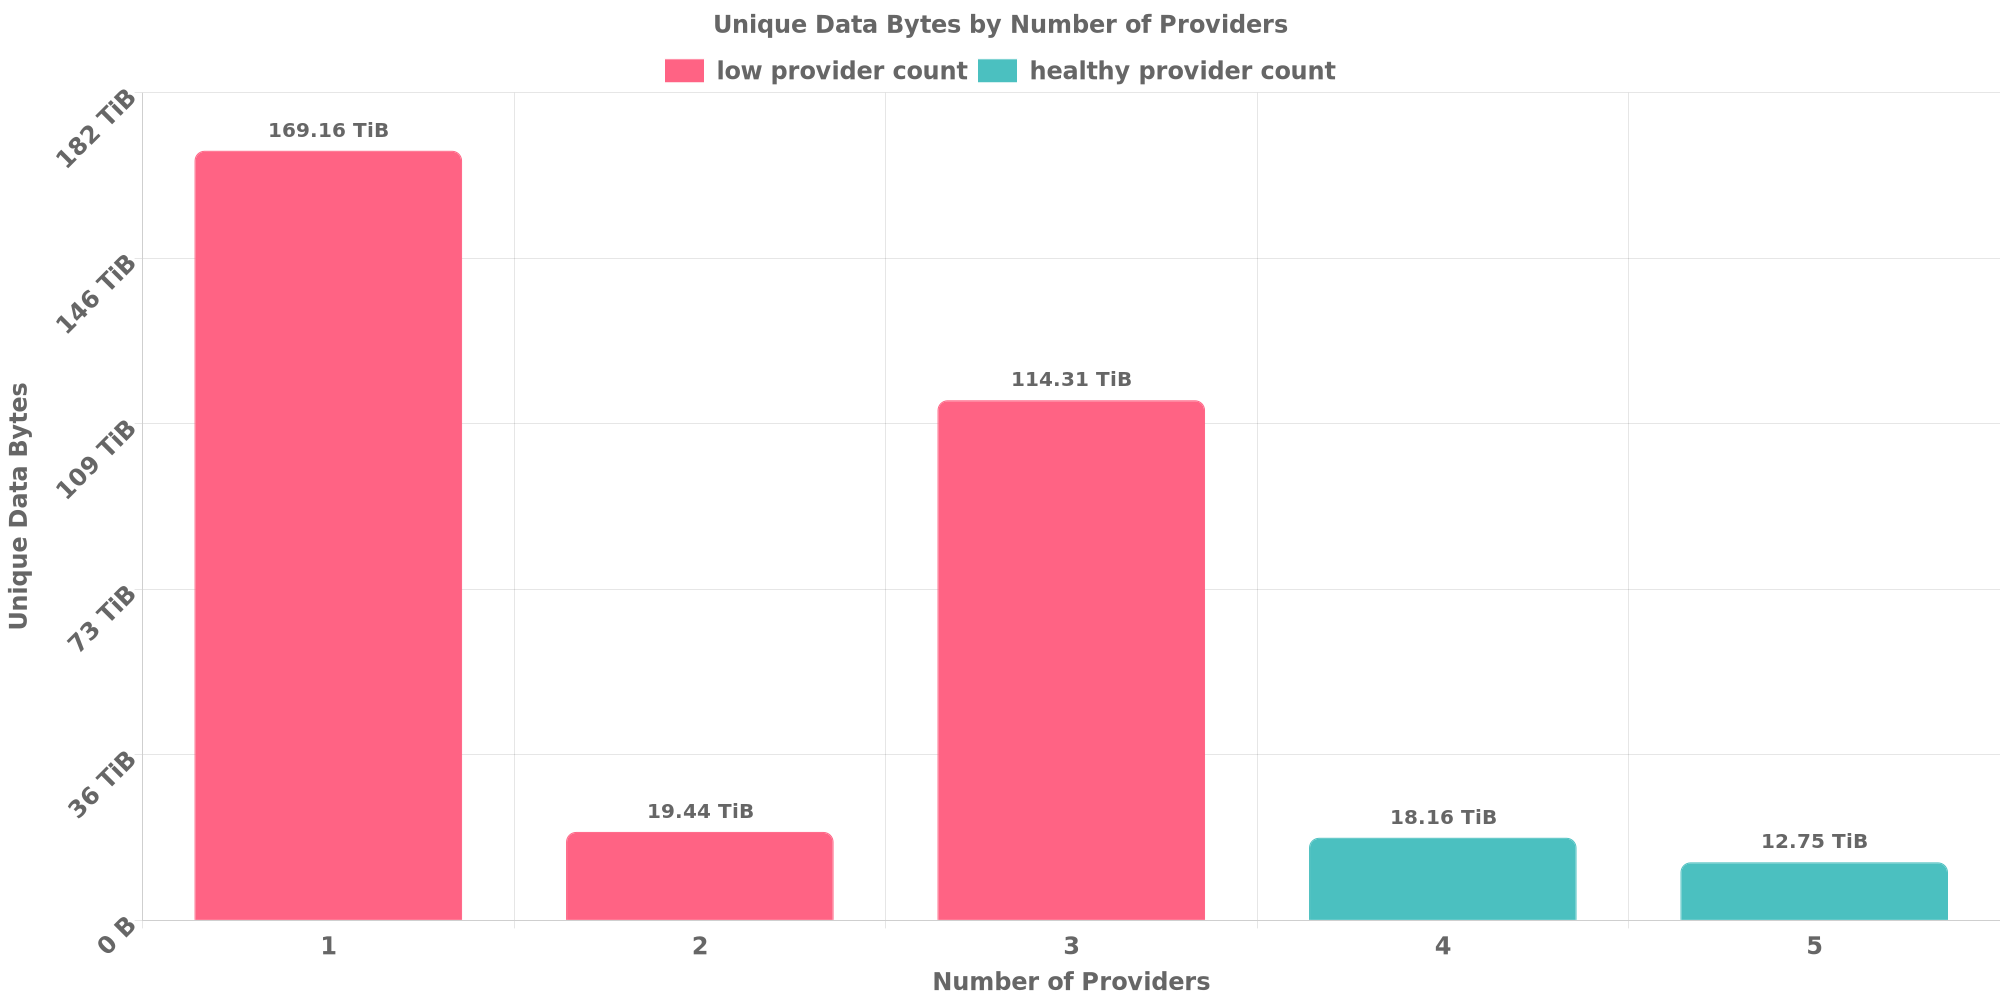 Unique Data Bytes by Number of Providers
low provider count healthy provider count
182 TiB
146 TiB
109 TiB
73 TiB
36 TiB
0 B
Unique Data Bytes
169.16 TiB
19.44 TiB
114.31 TiB
18.16 TiB
12.75 TiB
1 2 3 4 5
Number of Providers